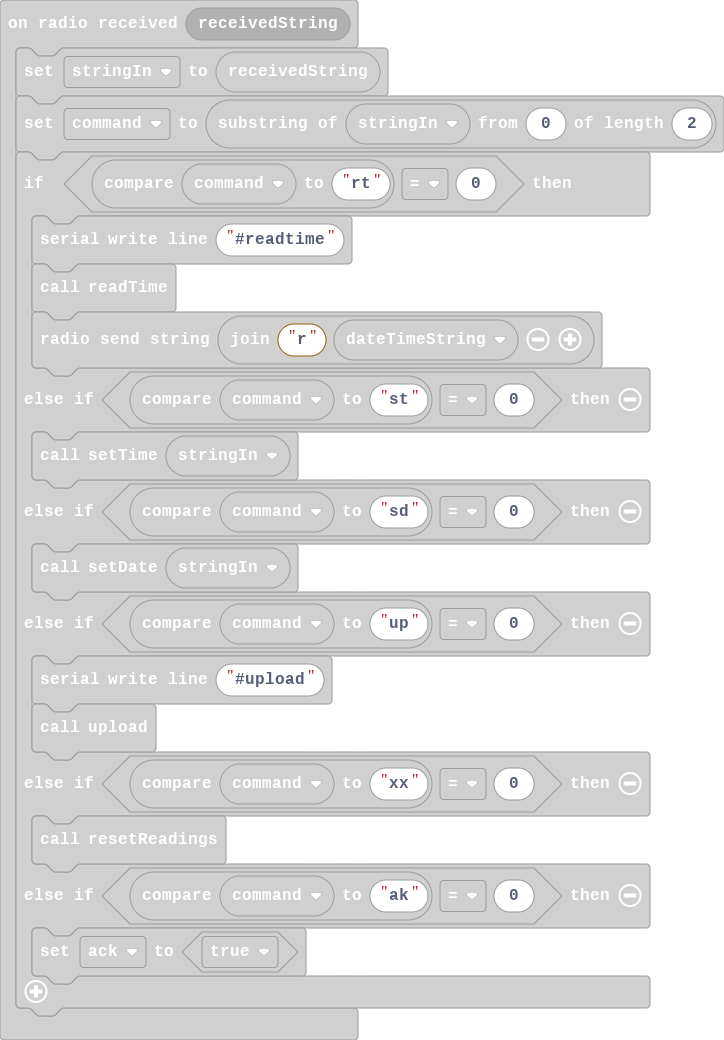 on radio received receivedString
set stringIn to receivedString
set command to substring of stringIn from 0 of length 2
if compare command to "rt" = 0 then
serial write line "#readtime"
call readTime
radio send string join "r" dateTimeString
else if compare command to "st" = 0 then
call setTime stringIn
else if compare command to "sd" = 0 then
call setDate stringIn
else if compare command to "up" = 0 then
serial write line "#upload"
call upload
else if compare command to "xx" = 0 then
call resetReadings
else if compare command to "ak" = 0 then
set ack to true